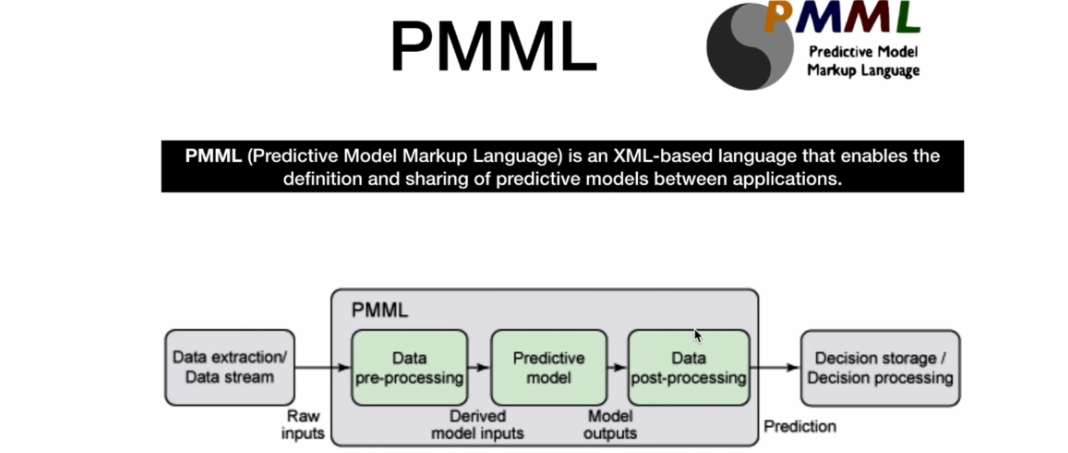 PMML
PMML
Predictive Model
Markup Language
PMML (Predictive Model Markup Language) is an XML-based language that enables the
definition and sharing of predictive models between applications.
PMML
Data extraction/
Data stream
Raw
inputs
Data
pre-processing
Derived
model inputs
Predictive
model
Model
outputs
Data
post-processing
Prediction
Decision storage /
Decision processing